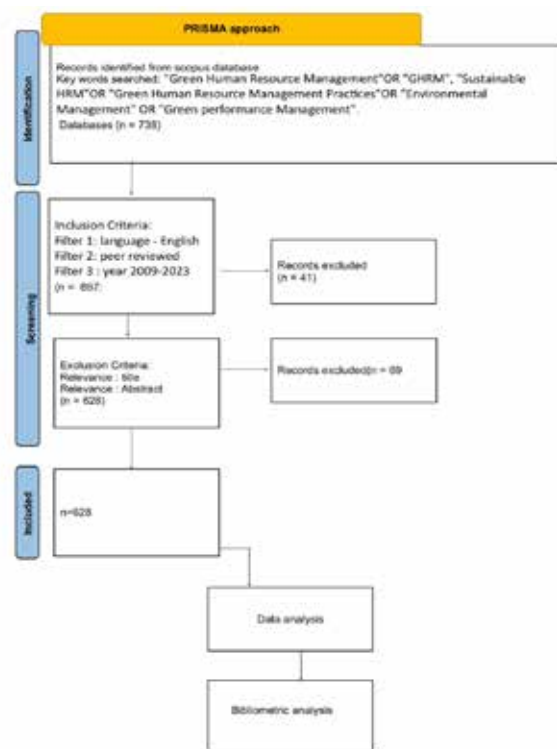 PRISMA approach
Identification
Records identified from scopus database
Key words searched: "Green Human Resource Management"OR "GHRM", "Sustainable
HRM"OR "Green Human Resource Management Practices"OR "Environmental
Management" OR "Green performance Management".
Databases (n = 738)
Screening
Inclusion Criteria:
Filter 1: language - English
Filter 2: peer reviewed
Filter 3 : year 2009-2023
(n =
Records excluded
(n = 41)
Exclusion Criteria:
Relevance : title
Relevance : Abstract
(n = 628)
Records excluded(n = 69
Included
n=628
Data analysis
Bibliometric analysis